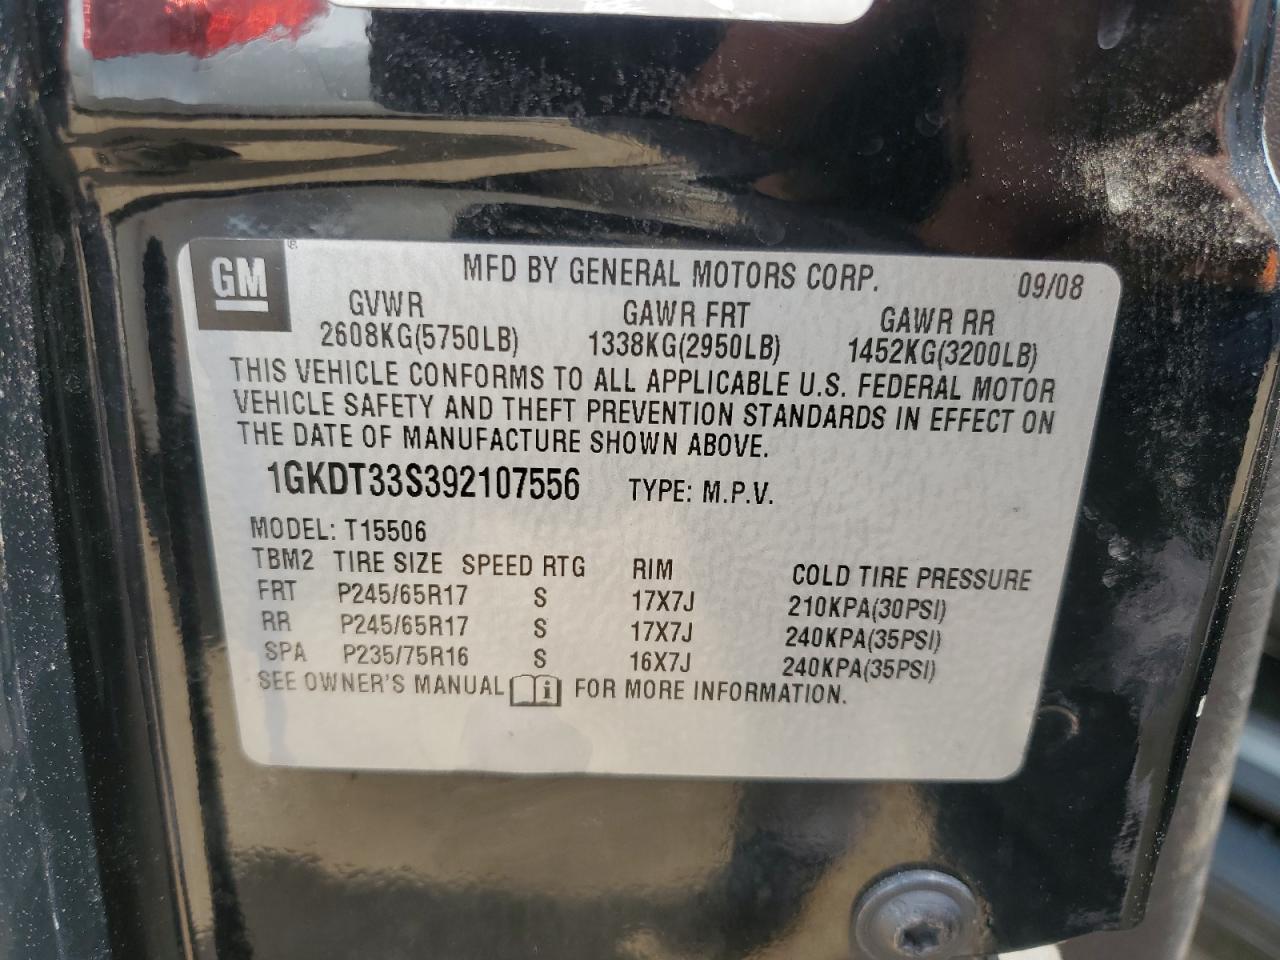 GM ®
MFD BY GENERAL MOTORS CORP. 09/08
GVWR GAWR FRT GAWR RR
2608KG(5750LB) 1338KG(2950LB) 1452KG(3200LB)
THIS VEHICLE CONFORMS TO ALL APPLICABLE U.S. FEDERAL MOTOR
VEHICLE SAFETY AND THEFT PREVENTION STANDARDS IN EFFECT ON
THE DATE OF MANUFACTURE SHOWN ABOVE.
1GKDT33S392107556 TYPE: M.P.V.
MODEL: T15506
TBM2 TIRE SIZE SPEED RTG RIM COLD TIRE PRESSURE
FRT P245/65R17 S 17X7J 210KPA(30PSI)
RR P245/65R17 S 17X7J 240KPA(35PSI)
SPA P235/75R16 S 16X7J 240KPA(35PSI)
SEE OWNER'S MANUAL i FOR MORE INFORMATION.